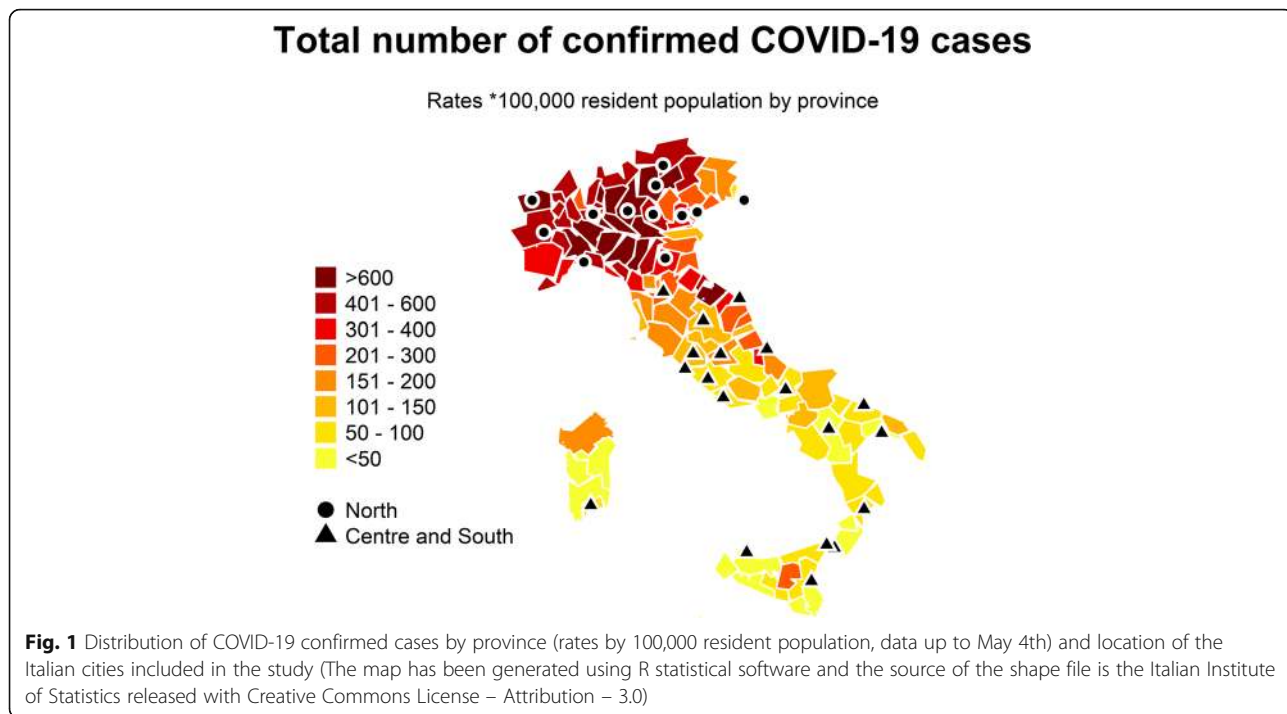 Total number of confirmed COVID-19 cases
Rates *100,000 resident population by province
>600
401 - 600
301 - 400
201 - 300
151 - 200
101 - 150
50 - 100
<50
North
Centre and South
Fig. 1 Distribution of COVID-19 confirmed cases by province (rates by 100,000 resident population, data up to May 4th) and location of the
Italian cities included in the study (The map has been generated using R statistical software and the source of the shape file is the Italian Institute
of Statistics released with Creative Commons License – Attribution – 3.0)